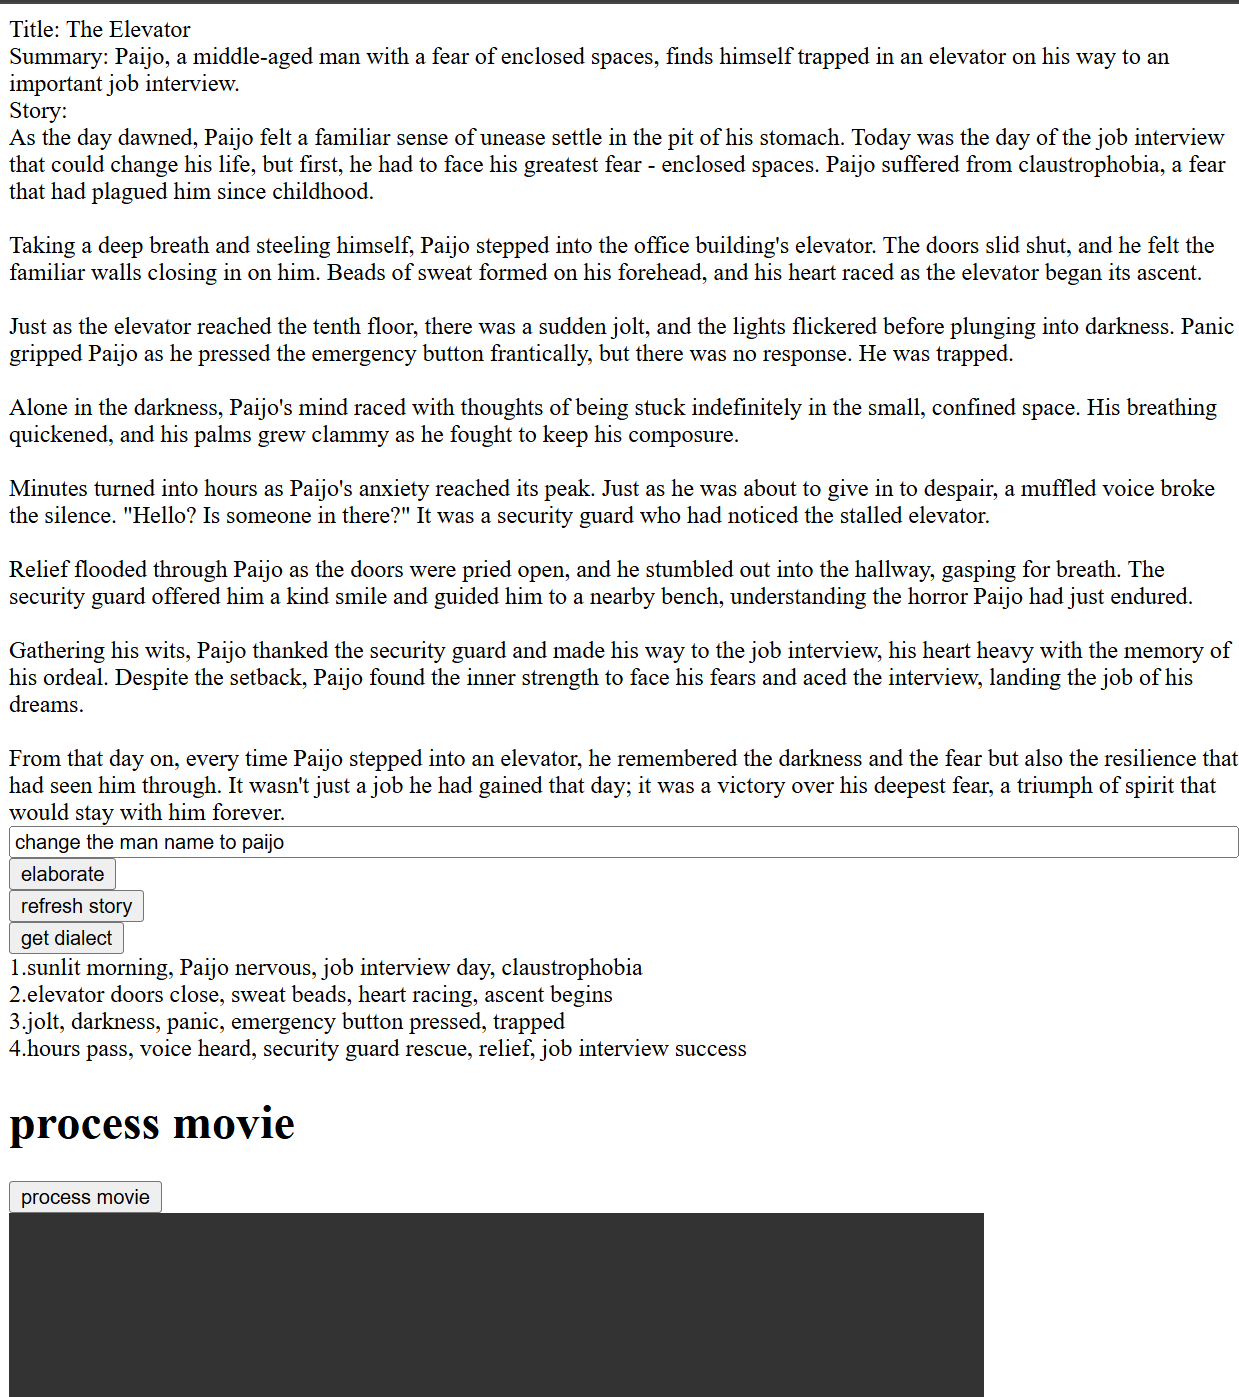 Title: The Elevator
Summary: Paijo, a middle-aged man with a fear of enclosed spaces, finds himself trapped in an elevator on his way to an
important job interview.
Story:
As the day dawned, Paijo felt a familiar sense of unease settle in the pit of his stomach. Today was the day of the job interview
that could change his life, but first, he had to face his greatest fear - enclosed spaces. Paijo suffered from claustrophobia, a fear
that had plagued him since childhood.
Taking a deep breath and steeling himself, Paijo stepped into the office building's elevator. The doors slid shut, and he felt the
familiar walls closing in on him. Beads of sweat formed on his forehead, and his heart raced as the elevator began its ascent.
Just as the elevator reached the tenth floor, there was a sudden jolt, and the lights flickered before plunging into darkness. Panic
gripped Paijo as he pressed the emergency button frantically, but there was no response. He was trapped.
Alone in the darkness, Paijo's mind raced with thoughts of being stuck indefinitely in the small, confined space. His breathing
quickened, and his palms grew clammy as he fought to keep his composure.
Minutes turned into hours as Paijo's anxiety reached its peak. Just as he was about to give in to despair, a muffled voice broke
the silence. "Hello? Is someone in there?" It was a security guard who had noticed the stalled elevator.
Relief flooded through Paijo as the doors were pried open, and he stumbled out into the hallway, gasping for breath. The
security guard offered him a kind smile and guided him to a nearby bench, understanding the horror Paijo had just endured.
Gathering his wits, Paijo thanked the security guard and made his way to the job interview, his heart heavy with the memory of
his ordeal. Despite the setback, Paijo found the inner strength to face his fears and aced the interview, landing the job of his
dreams.
From that day on, every time Paijo stepped into an elevator, he remembered the darkness and the fear but also the resilience that
had seen him through. It wasn't just a job he had gained that day; it was a victory over his deepest fear, a triumph of spirit that
would stay with him forever.
change the man name to paijo
elaborate
refresh story
get dialect
1.sunlit morning, Paijo nervous, job interview day, claustrophobia
2.elevator doors close, sweat beads, heart racing, ascent begins
3.jolt, darkness, panic, emergency button pressed, trapped
4.hours pass, voice heard, security guard rescue, relief, job interview success
process movie
process movie